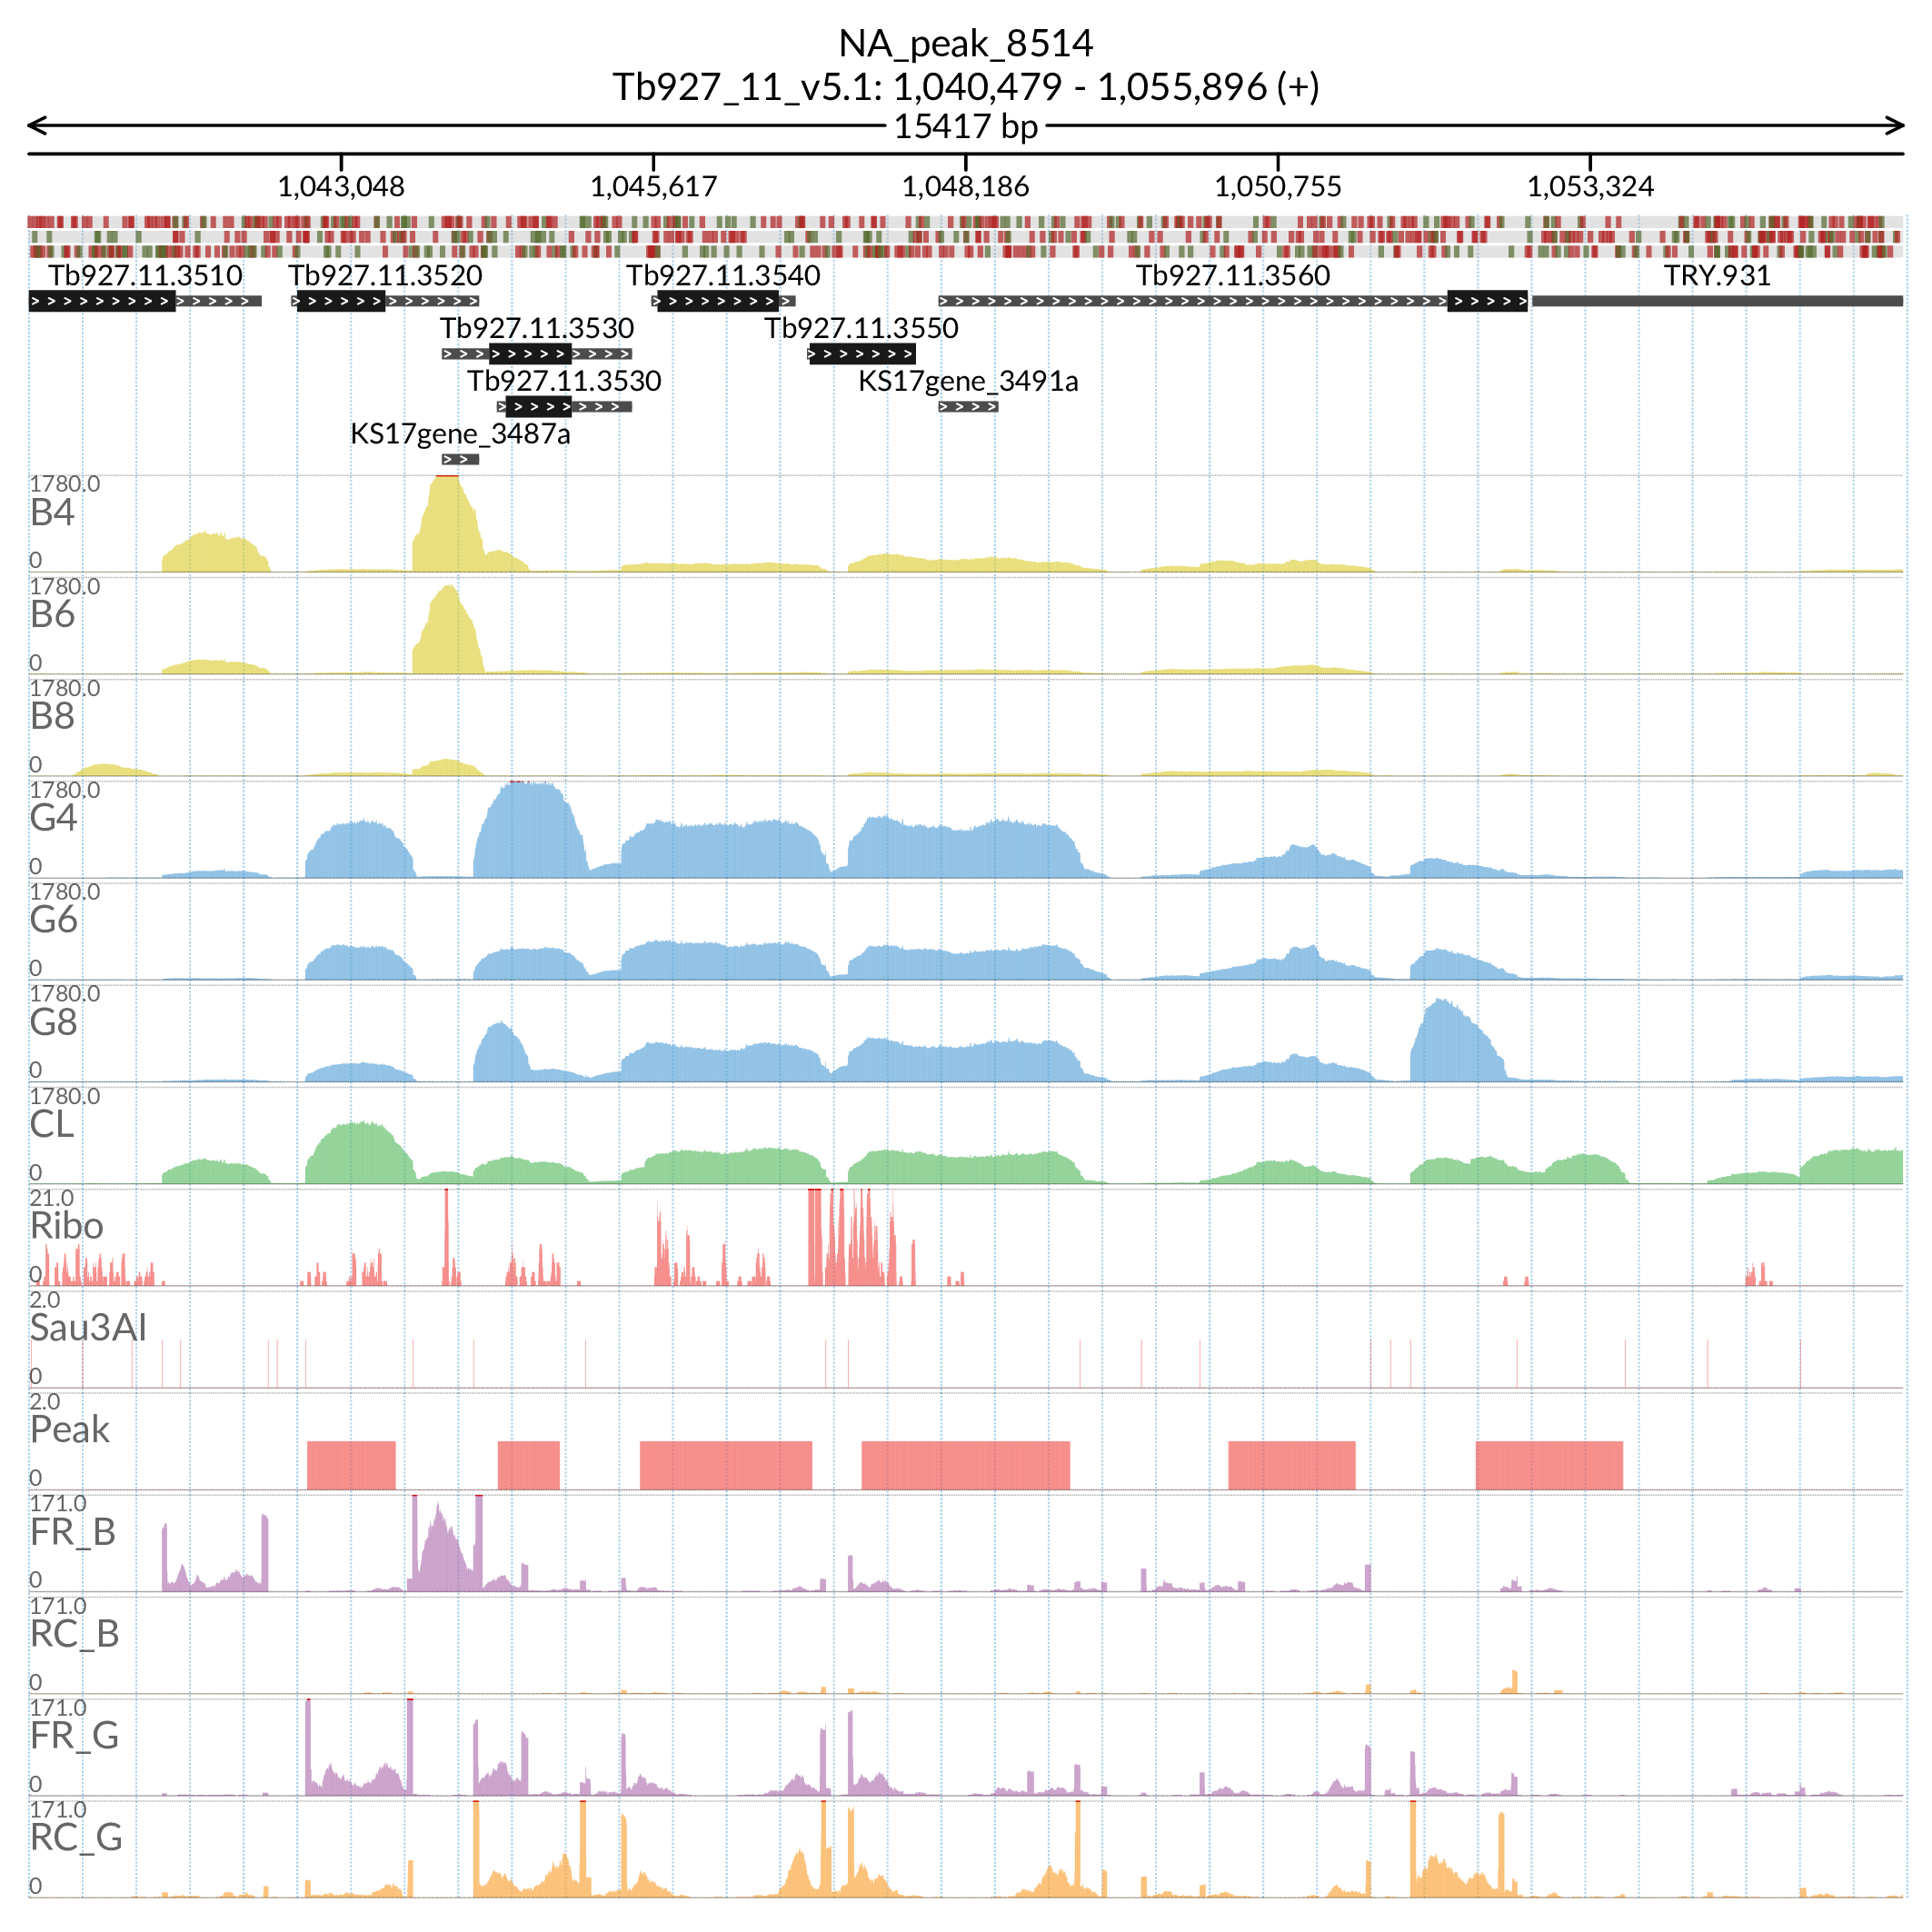 NA_peak_8514
Tb927_11_v5.1: 1,040,479 - 1,055,896 (+)
15417 bp
1,043,048 1,045,617 1,048,186 1,050,755 1,053,324
Tb927.11.3510 Tb927.11.3520 Tb927.11.3540 Tb927.11.3560 TRY.931
Tb927.11.3530 Tb927.11.3550
Tb927.11.3530 KS17gene_3491a
KS17gene_3487a
1780.0
B4
0
1780.0
B6
0
1780.0
B8
0
1780.0
G4
0
1780.0
G6
0
1780.0
G8
0
1780.0
CL
0
21.0
Ribo
0
2.0
Sau3AI
0
2.0
Peak
0
171.0
FR_B
0
171.0
RC_B
0
171.0
FR_G
0
171.0
RC_G
0